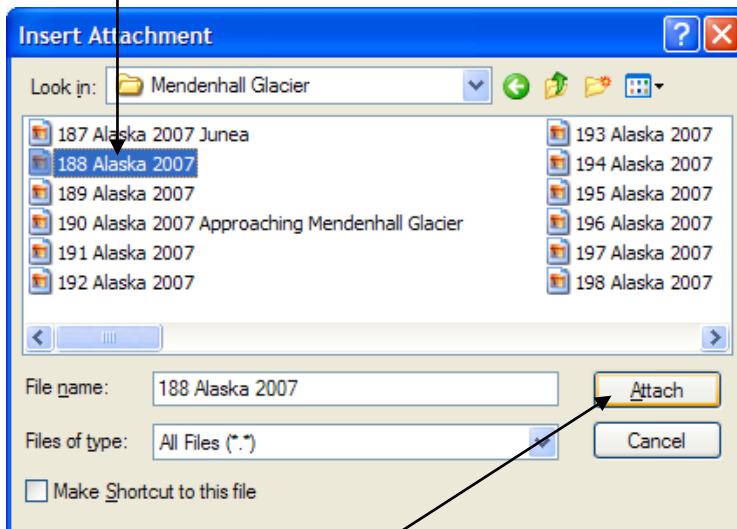 Insert Attachment
Look in: Mendenhall Glacier
187 Alaska 2007 Junea
188 Alaska 2007
189 Alaska 2007
190 Alaska 2007 Approaching Mendenhall Glacier
191 Alaska 2007
192 Alaska 2007
193 Alaska 2007
194 Alaska 2007
195 Alaska 2007
196 Alaska 2007
197 Alaska 2007
198 Alaska 2007
File name: 188 Alaska 2007
Attach
Files of type: All Files (*.*)
Cancel
Make Shortcut to this file